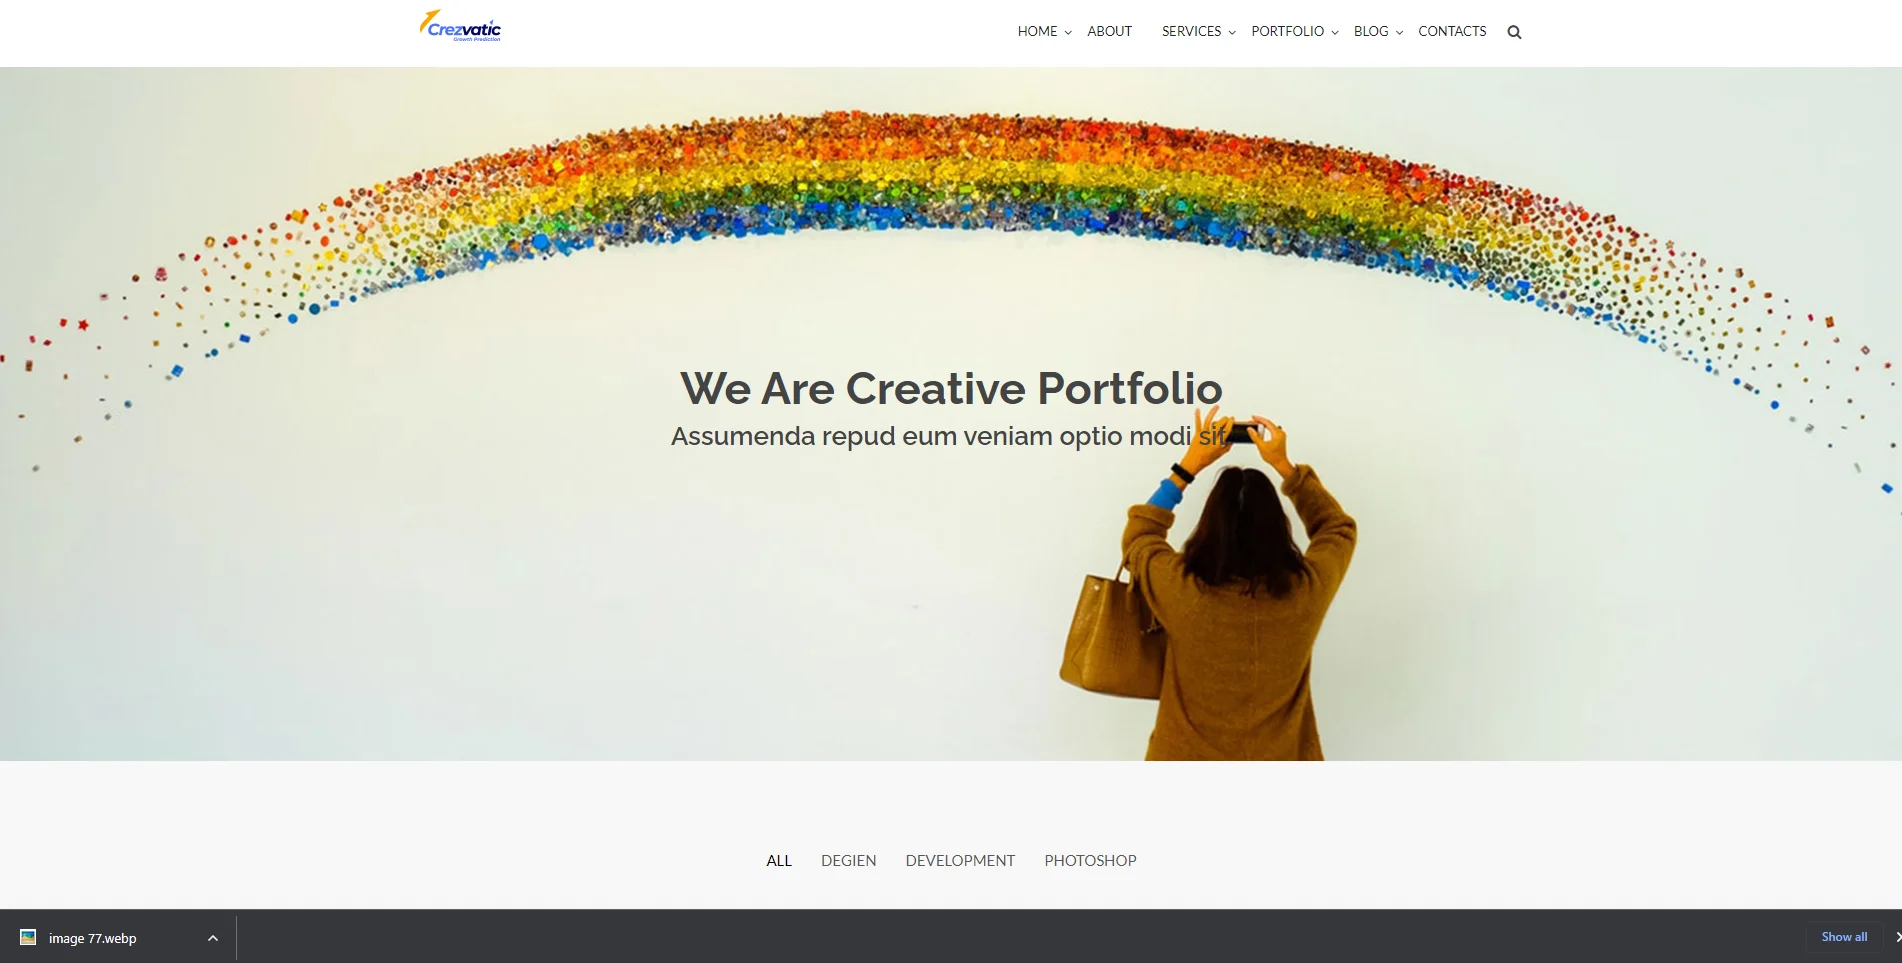 Crezvatic
Growth Prediction
HOME ABOUT SERVICES PORTFOLIO BLOG CONTACTS
We Are Creative Portfolio
Assumenda repud eum veniam optio modi sit.
ALL DEGIEN DEVELOPMENT PHOTOSHOP
image 77.webp
Show all